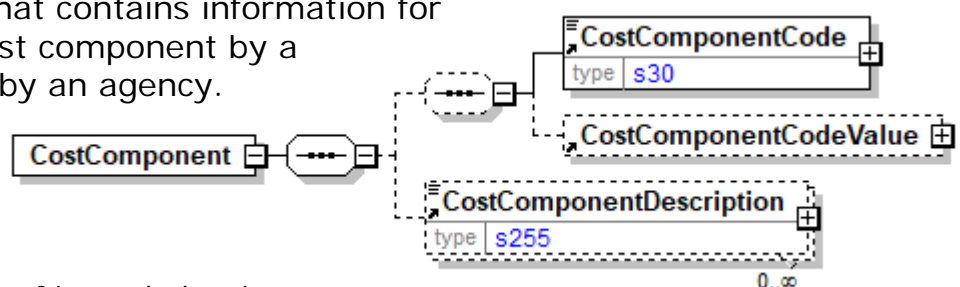 hat contains information for
st component by a
by an agency.
CostComponentCode
type s30
CostComponentCodeValue
CostComponent
CostComponentDescription
type s255
0..∞